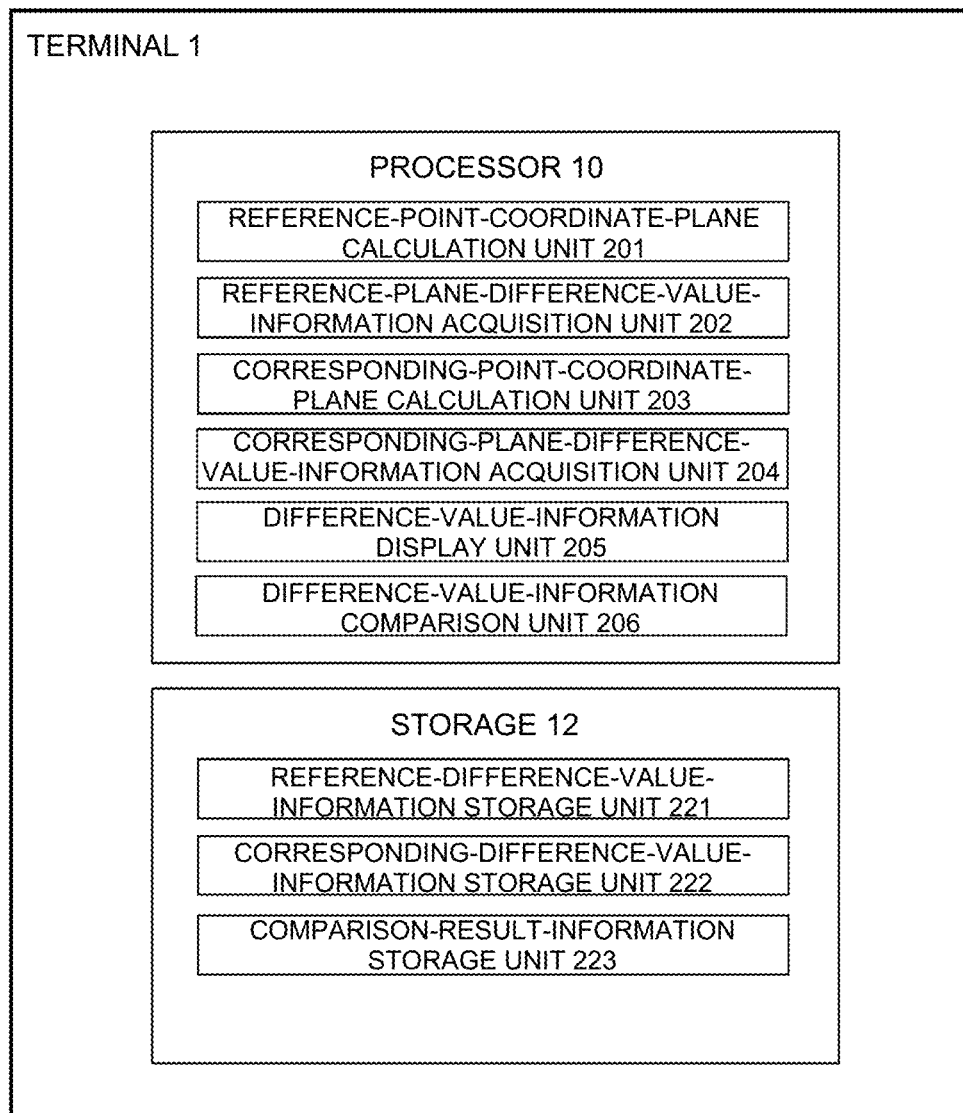 TERMINAL 1
PROCESSOR 10
REFERENCE-POINT-COORDINATE-PLANE
CALCULATION UNIT 201
REFERENCE-PLANE-DIFFERENCE-VALUE-
INFORMATION ACQUISITION UNIT 202
CORRESPONDING-POINT-COORDINATE-
PLANE CALCULATION UNIT 203
CORRESPONDING-PLANE-DIFFERENCE-
VALUE-INFORMATION ACQUISITION UNIT 204
DIFFERENCE-VALUE-INFORMATION
DISPLAY UNIT 205
DIFFERENCE-VALUE-INFORMATION
COMPARISON UNIT 206
STORAGE 12
REFERENCE-DIFFERENCE-VALUE-
INFORMATION STORAGE UNIT 221
CORRESPONDING-DIFFERENCE-VALUE-
INFORMATION STORAGE UNIT 222
COMPARISON-RESULT-INFORMATION
STORAGE UNIT 223